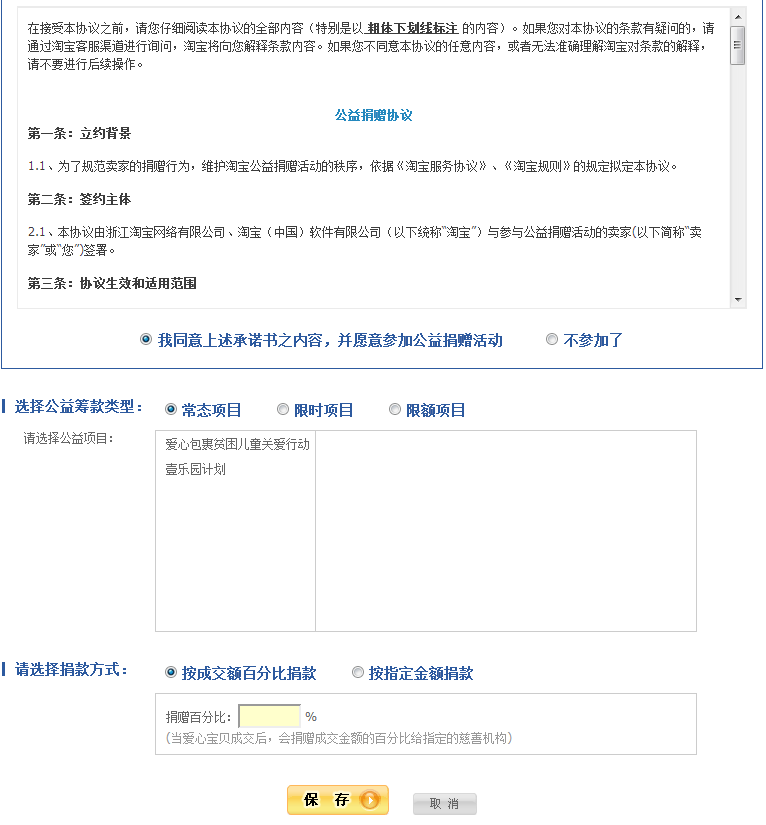 在接受本协议之前，请您仔细阅读本协议的全部内容（特别是以 粗体下划线标注 的内容）。如果您对本协议的条款有疑问的，请
通过淘宝客服渠道进行询问，淘宝将向您解释条款内容。如果您不同意本协议的任意内容，或者无法准确理解淘宝对条款的解释，
请不要进行后续操作。
公益捐赠协议
第一条：立约背景
1.1、为了规范卖家的捐赠行为，维护淘宝公益捐赠活动的秩序，依据《淘宝服务协议》、《淘宝规则》的规定拟定本协议。
第二条：签约主体
2.1、本协议由浙江淘宝网络有限公司、淘宝（中国）软件有限公司（以下统称“淘宝”）与参与公益捐赠活动的卖家(以下简称“卖
家”或“您”)签署。
第三条：协议生效和适用范围
我同意上述承诺书之内容，并愿意参加公益捐赠活动 不参加了
选择公益筹款类型： 常态项目 限时项目 限额项目
请选择公益项目： 爱心包裹贫困儿童关爱行动
壹乐园计划
请选择捐款方式： 按成交额百分比捐款 按指定金额捐款
捐赠百分比： %
(当爱心宝贝成交后，会捐赠成交金额的百分比给指定的慈善机构)
保 存 取 消